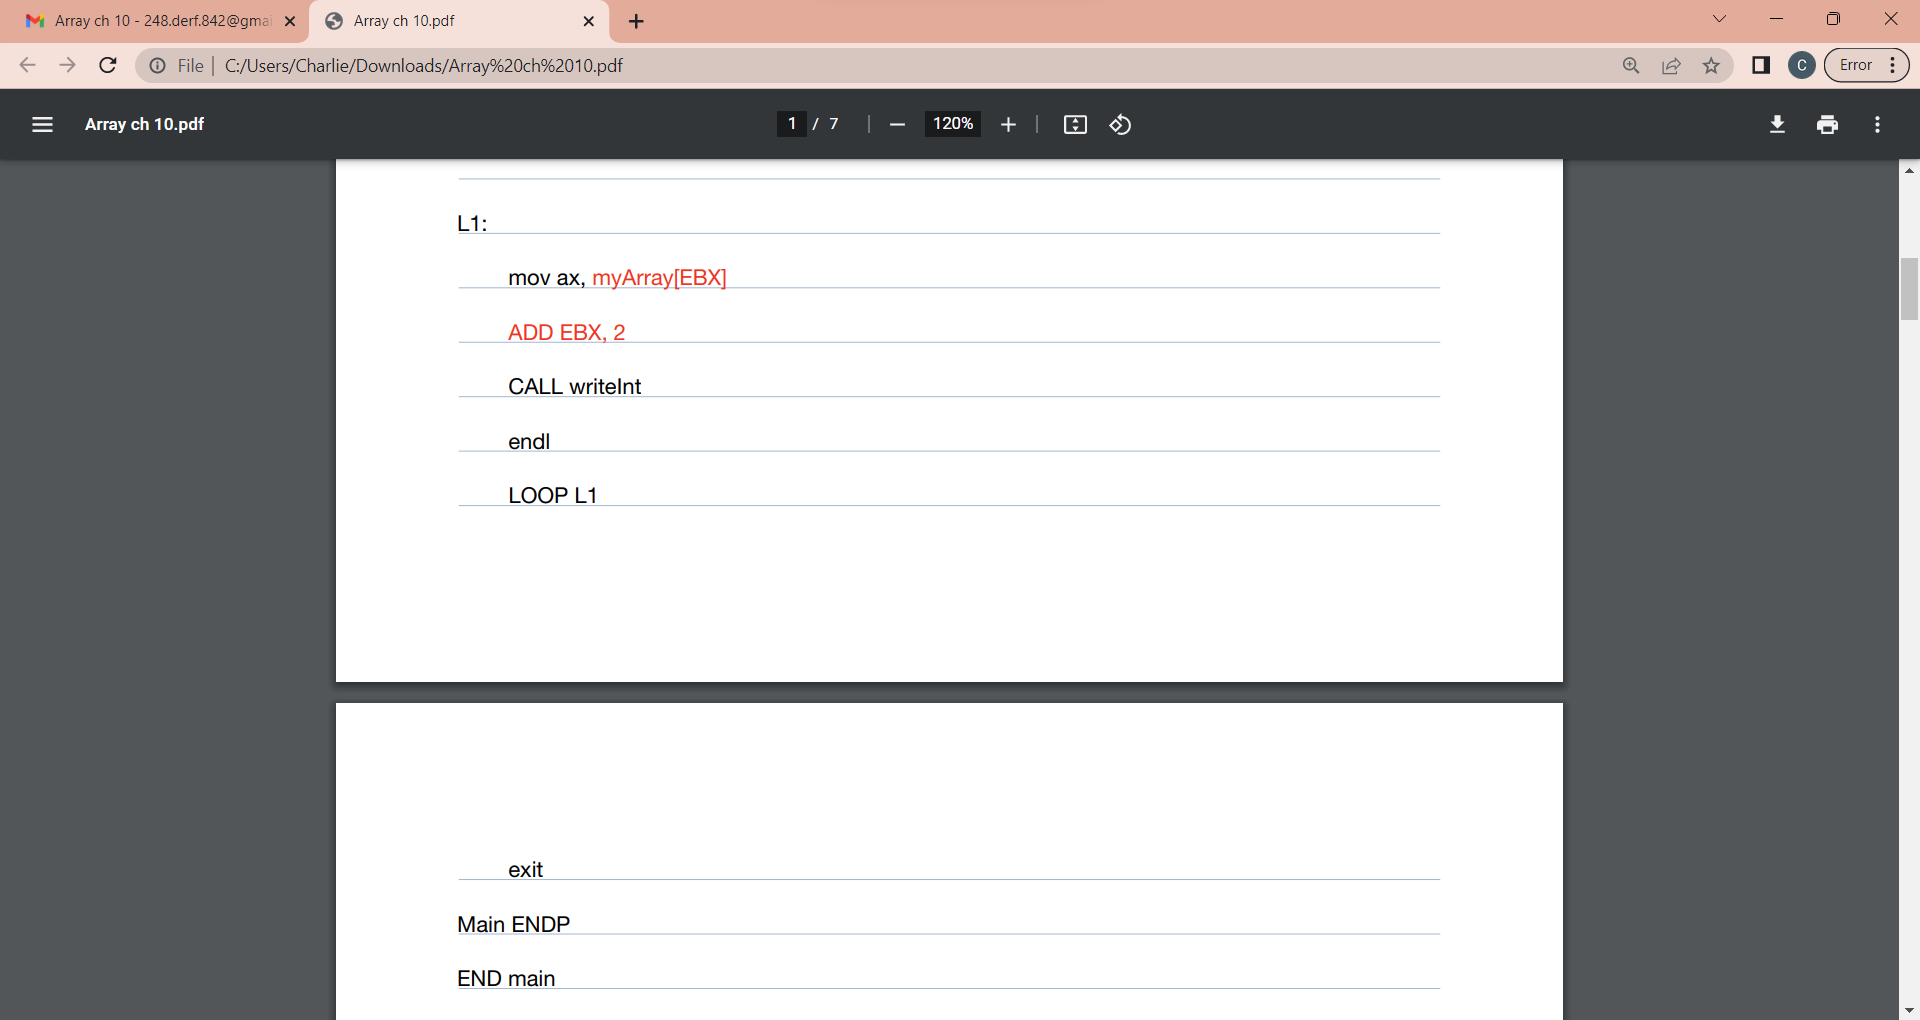 Array ch 10 - 248.derf.842@gmai
Array ch 10.pdf
File | C:/Users/Charlie/Downloads/Array%20ch%2010.pdf
C
Error
Array ch 10.pdf
1 / 7
120%
L1:
mov ax, myArray[EBX]
ADD EBX, 2
CALL writeInt
endl
LOOP L1
exit
Main ENDP
END main